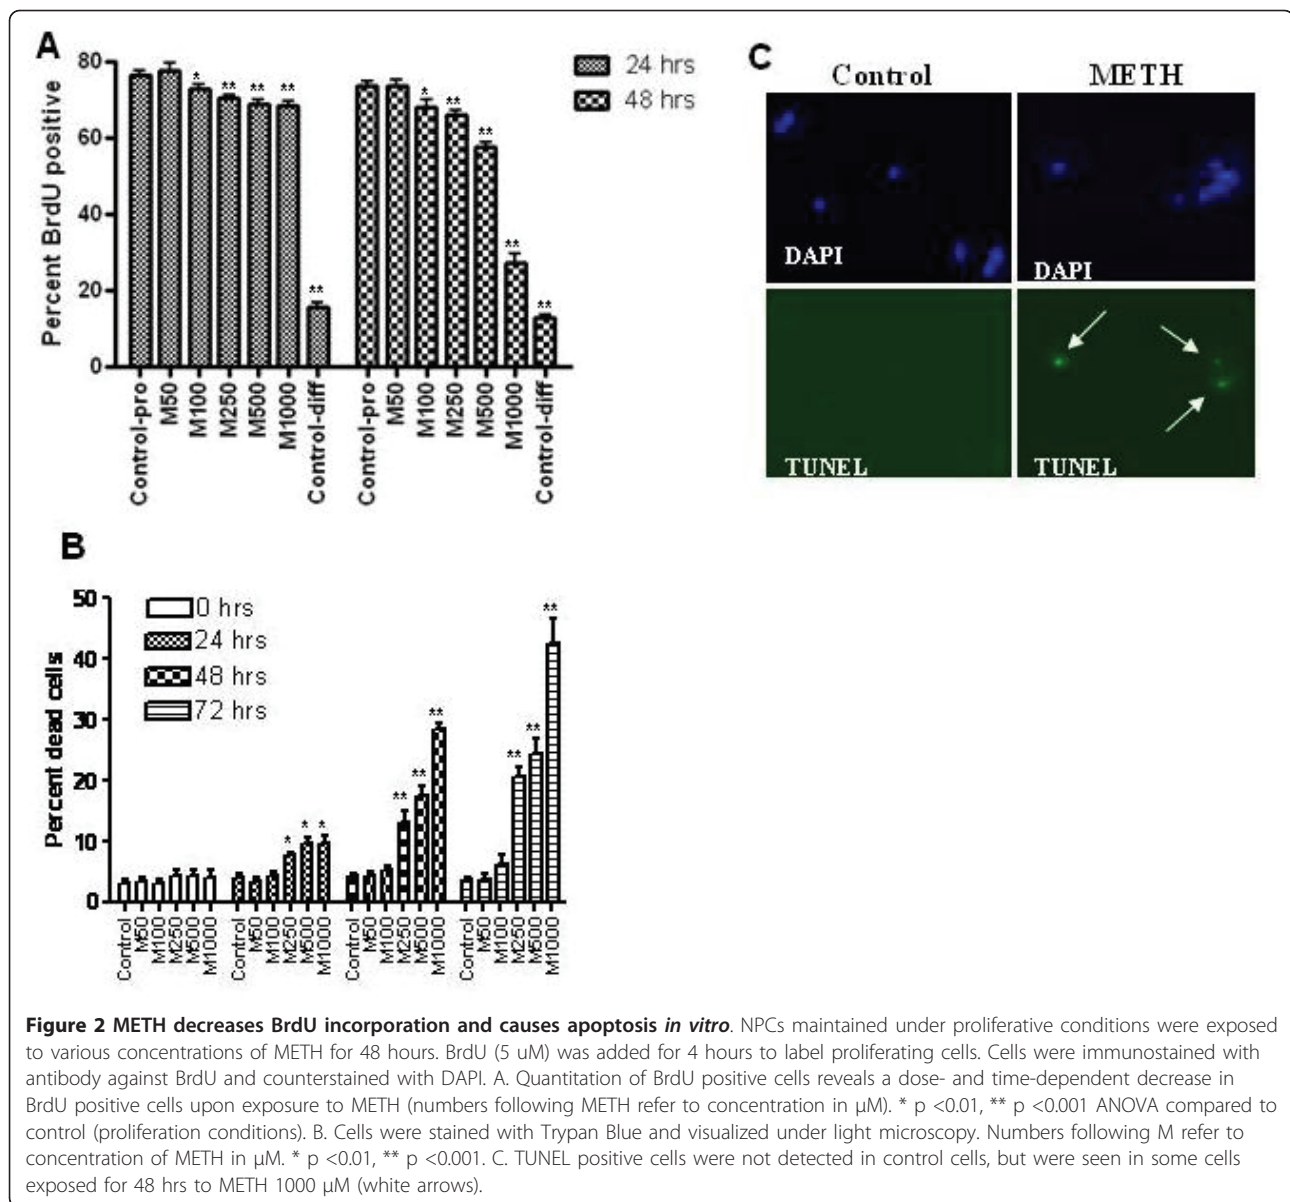 A
80
60
40
20
0
Percent BrdU positive
* ** ** ** **
* ** ** ** **
24 hrs
48 hrs
Control-pro
M50
M100
M250
M500
M1000
Control-diff
Control-pro
M50
M100
M250
M500
M1000
Control-diff
C
Control METH
DAPI DAPI
TUNEL TUNEL
B
50
40
30
20
10
0
Percent dead cells
0 hrs
24 hrs
48 hrs
72 hrs
* * *
** ** **
** ** **
Control
M50
M100
M250
M500
M1000
Control
M50
M100
M250
M500
M1000
Control
M50
M100
M250
M500
M1000
Control
M50
M100
M250
M500
M1000
Figure 2 METH decreases BrdU incorporation and causes apoptosis in vitro. NPCs maintained under proliferative conditions were exposed
to various concentrations of METH for 48 hours. BrdU (5 uM) was added for 4 hours to label proliferating cells. Cells were immunostained with
antibody against BrdU and counterstained with DAPI. A. Quantitation of BrdU positive cells reveals a dose- and time-dependent decrease in
BrdU positive cells upon exposure to METH (numbers following METH refer to concentration in μM). * p <0.01, ** p <0.001 ANOVA compared to
control (proliferation conditions). B. Cells were stained with Trypan Blue and visualized under light microscopy. Numbers following M refer to
concentration of METH in μM. * p <0.01, ** p <0.001. C. TUNEL positive cells were not detected in control cells, but were seen in some cells
exposed for 48 hrs to METH 1000 μM (white arrows).